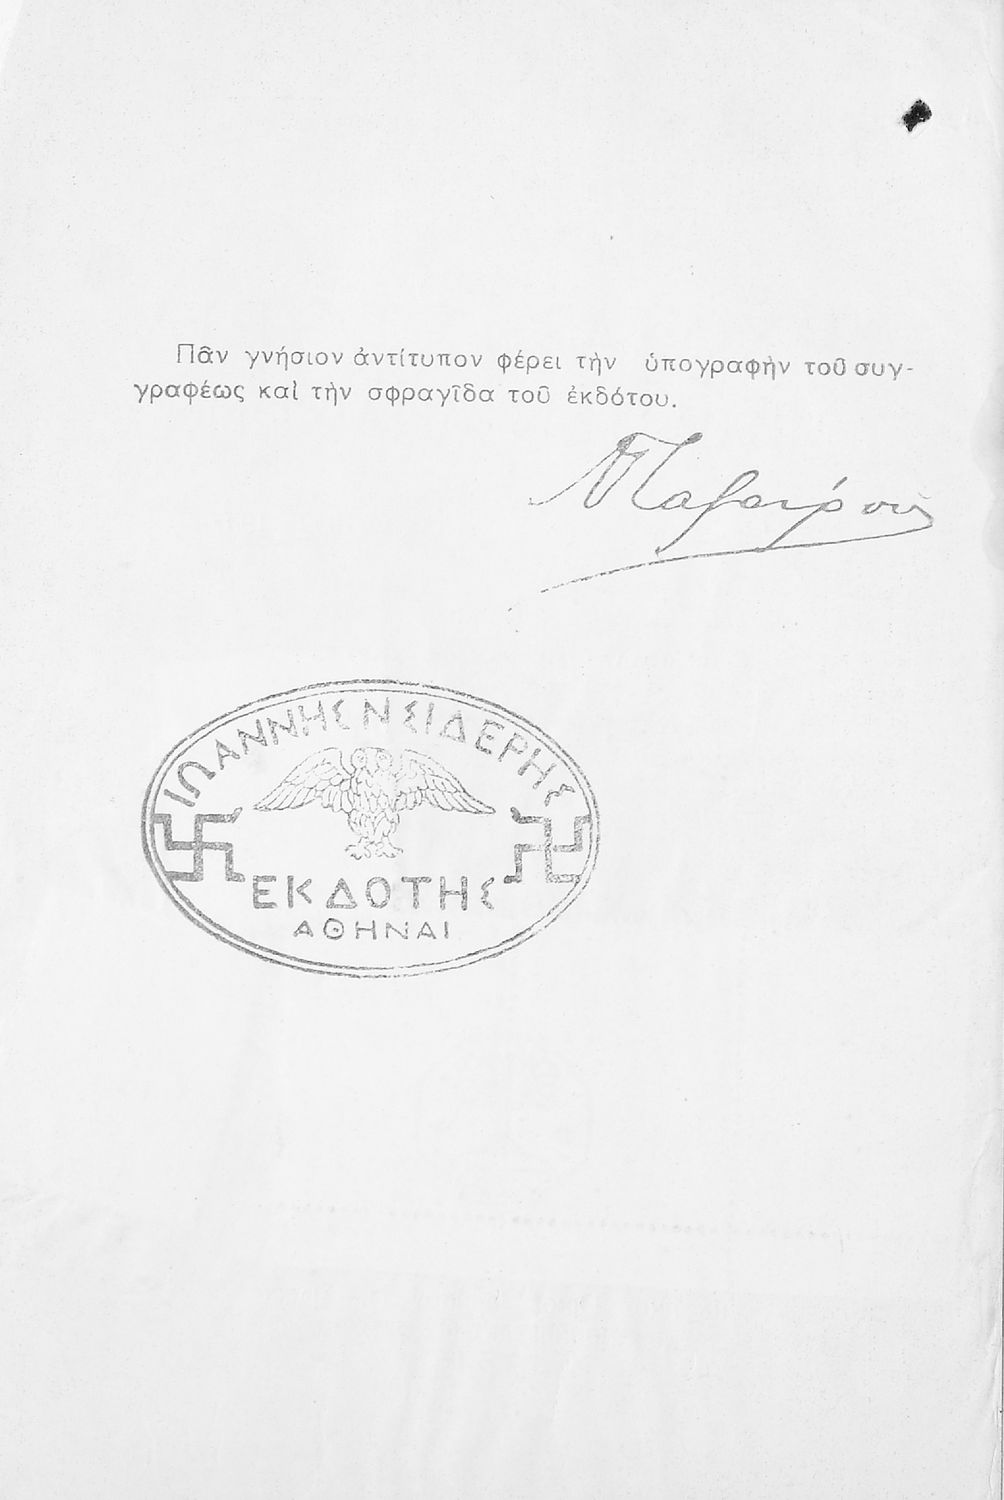 Πᾶν γνήσιον ἀντίτυπον φέρει τὴν ὑπογραφὴν τοῦ συγ-
γραφέως καὶ τὴν σφραγῖδα τοῦ ἐκδότου.
ΙΩΑΝΝΗΣ Ν ΣΙΔΕΡΗΣ
ΕΚΔΟΤΗΣ
ΑΘΗΝΑΙ